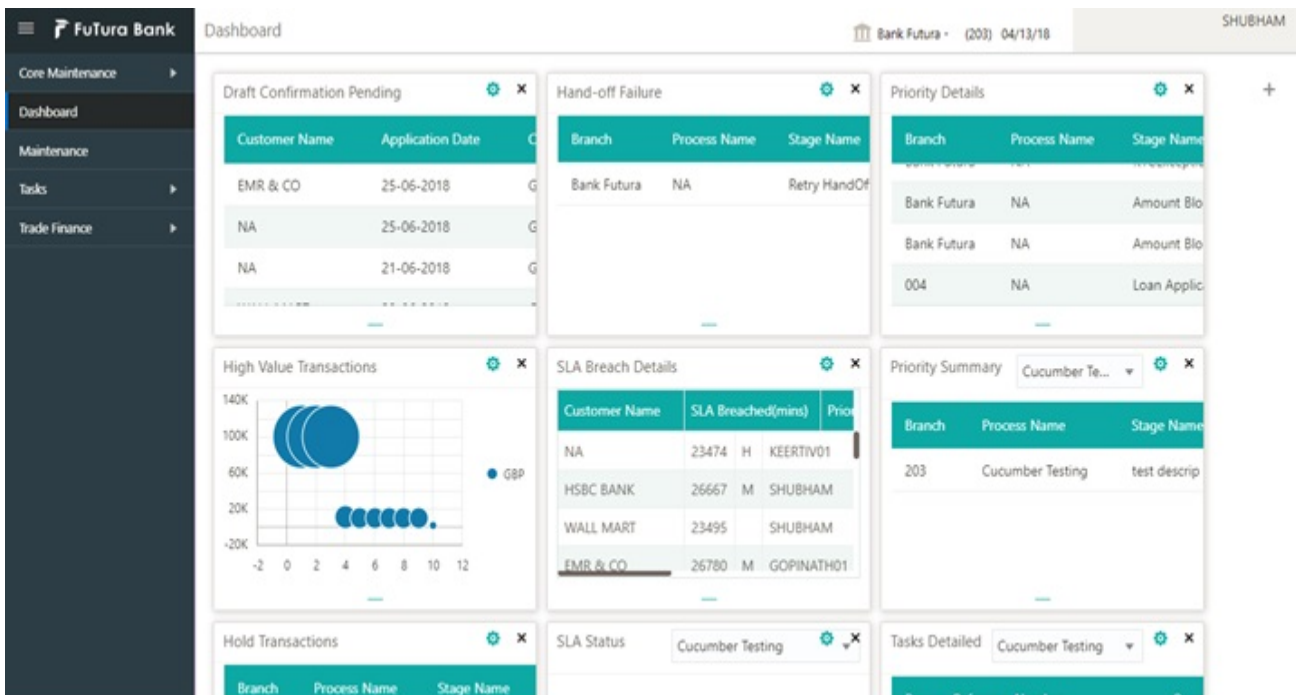 FuTura Bank
Dashboard
Bank Futura - (203) 04/13/18
SHUBHAM
Core Maintenance
Dashboard
Maintenance
Tasks
Trade Finance
Draft Confirmation Pending
Customer Name Application Date
EMR & CO 25-06-2018 G
NA 25-06-2018 G
NA 21-06-2018 G
Hand-off Failure
Branch Process Name Stage Name
Bank Futura NA Retry HandOf
Priority Details
Branch Process Name Stage Name
Bank Futura NA Amount Blo
Bank Futura NA Amount Blo
004 NA Loan Applic
High Value Transactions
140K
100K
60K
20K
-20K
-2 0 2 4 6 8 10 12
GBP
SLA Breach Details
Customer Name SLA Breached(mins) Prior
NA 23474 H KEERTIV01
HSBC BANK 26667 M SHUBHAM
WALL MART 23495 SHUBHAM
EMR & CO 26780 M GOPINATH01
Priority Summary Cucumber Te...
Branch Process Name Stage Name
203 Cucumber Testing test descrip
Hold Transactions
Branch Process Name Stage Name
SLA Status Cucumber Testing
Tasks Detailed Cucumber Testing